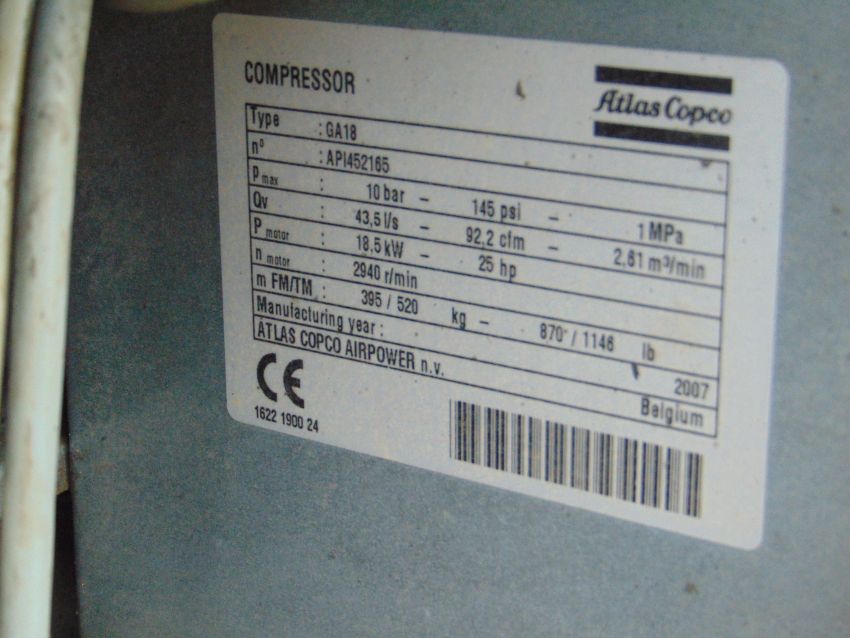 COMPRESSOR
Atlas Copco
Type : GA18
n° : API452165
P max : 10 bar – 145 psi – 1 MPa
Qv : 43,5 l/s – 92,2 cfm – 2,61 m³/min
P motor : 18,5 kW – 25 hp
n motor : 2940 r/min
m FM/TM : 395 / 520 kg – 870 / 1146 lb
Manufacturing year : 2007
ATLAS COPCO AIRPOWER n.v. Belgium
CE
1622 1900 24